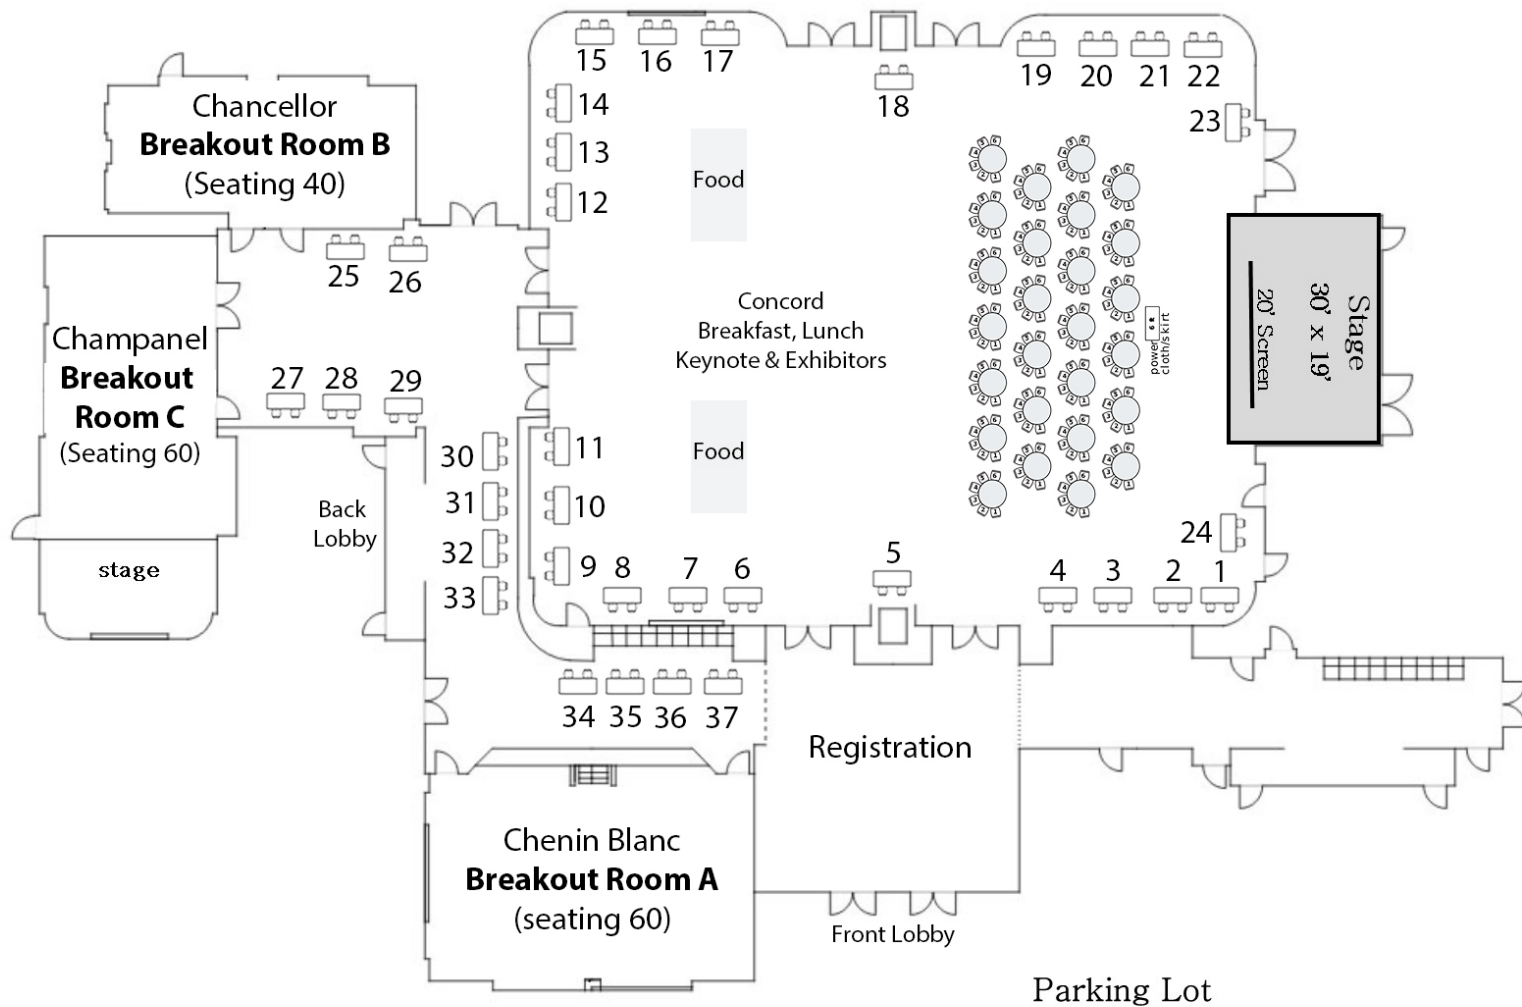 15
16
17
18
19
20
21
22
23
14
13
12
Chancellor
Breakout Room B
(Seating 40)
Food
25
26
Champanel
Breakout
Room C
(Seating 60)
stage
27
28
29
Back
Lobby
30
31
32
33
Concord
Breakfast, Lunch
Keynote & Exhibitors
Food
11
10
9
8
7
6
5
4
3
2
1
24
6 ft
power
cloth/skirt
Stage
30' x 19'
20' Screen
34
35
36
37
Registration
Chenin Blanc
Breakout Room A
(seating 60)
Front Lobby
Parking Lot